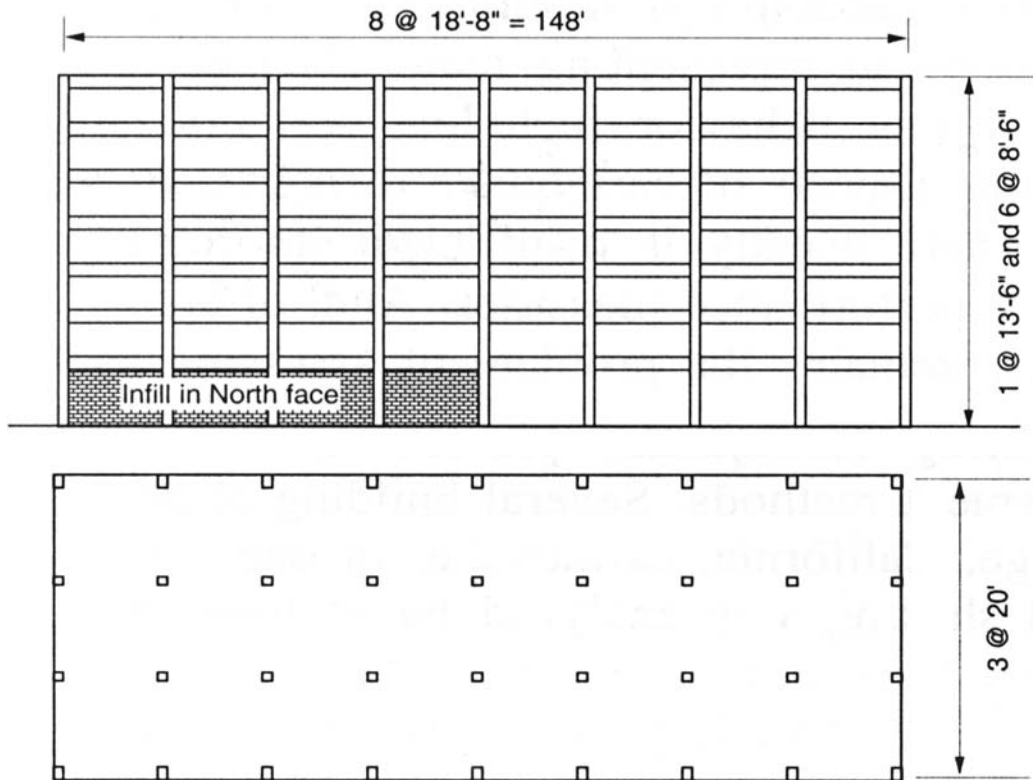 8 @ 18'-8" = 148'
1 @ 13'-6" and 6 @ 8'-6"
Infill in North face
3 @ 20'